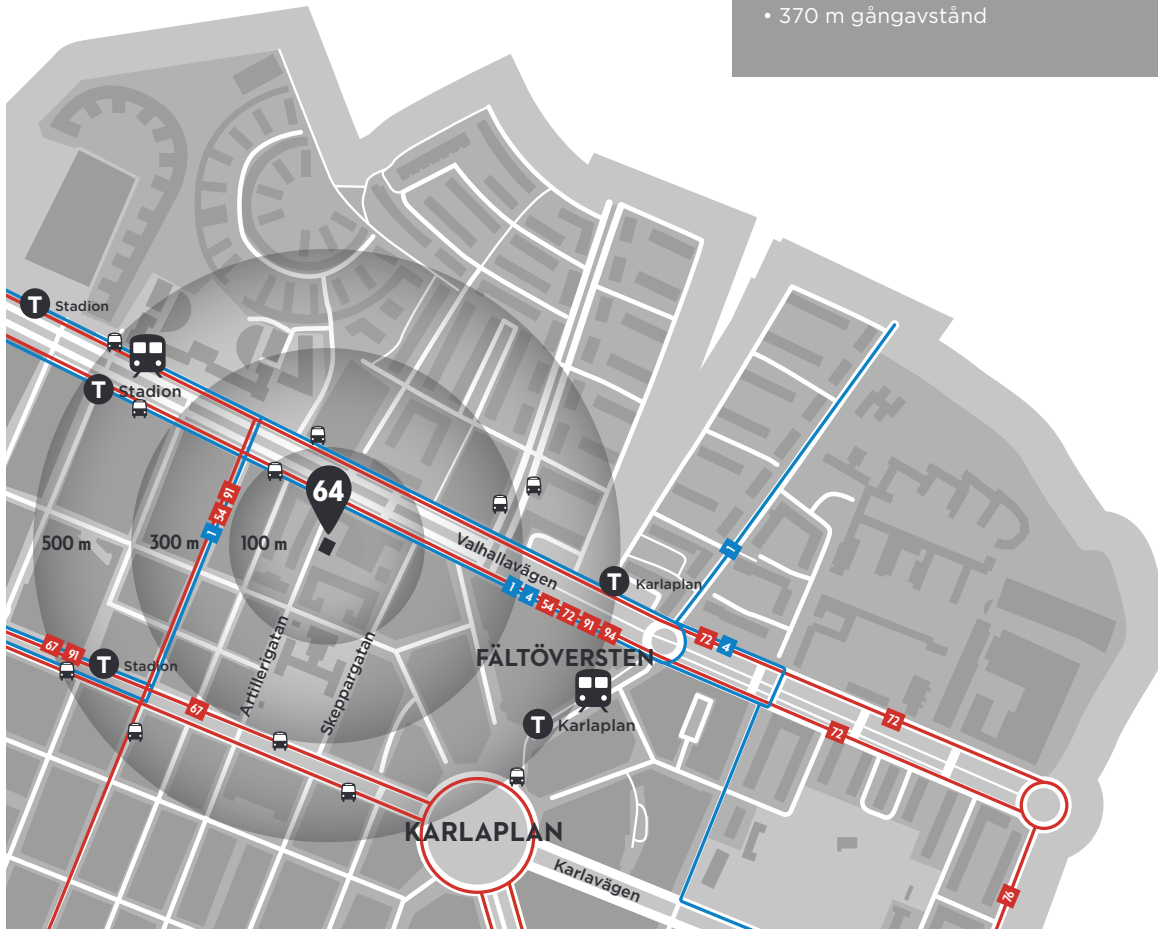 • 370 m gångavstånd
T Stadion
T Stadion
64
91
54
1
500 m
300 m
100 m
Valhallavägen
T Karlaplan
1
1
4
54
72
91
94
72
4
FÄLTÖVERSTEN
67
91
T Stadion
Artillerigatan
Skeppargatan
67
T Karlaplan
72
72
KARLAPLAN
Karlavägen
76